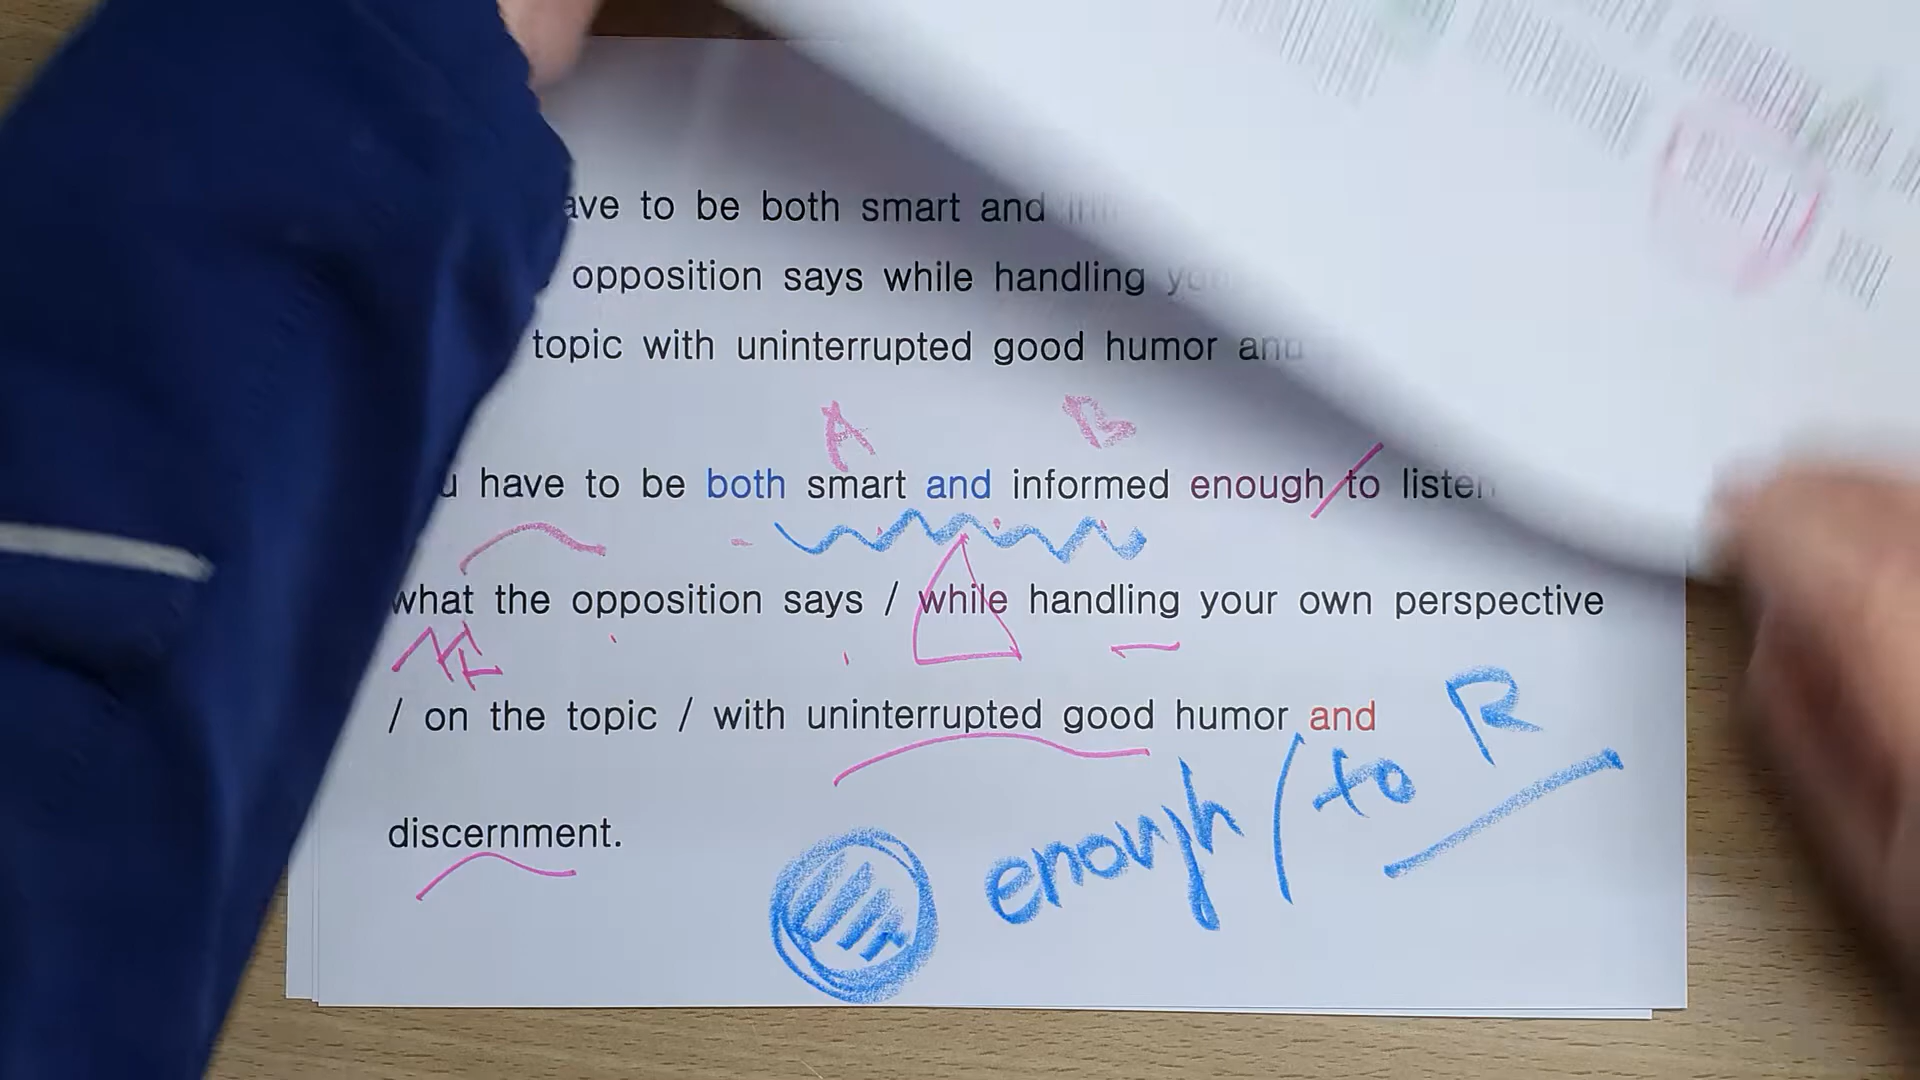 have to be both smart and
opposition says while handling
topic with uninterrupted good humor and
A B
have to be both smart and informed enough / to listen
what the opposition says / while handling your own perspective
/ on the topic / with uninterrupted good humor and
discernment.
enough / to R